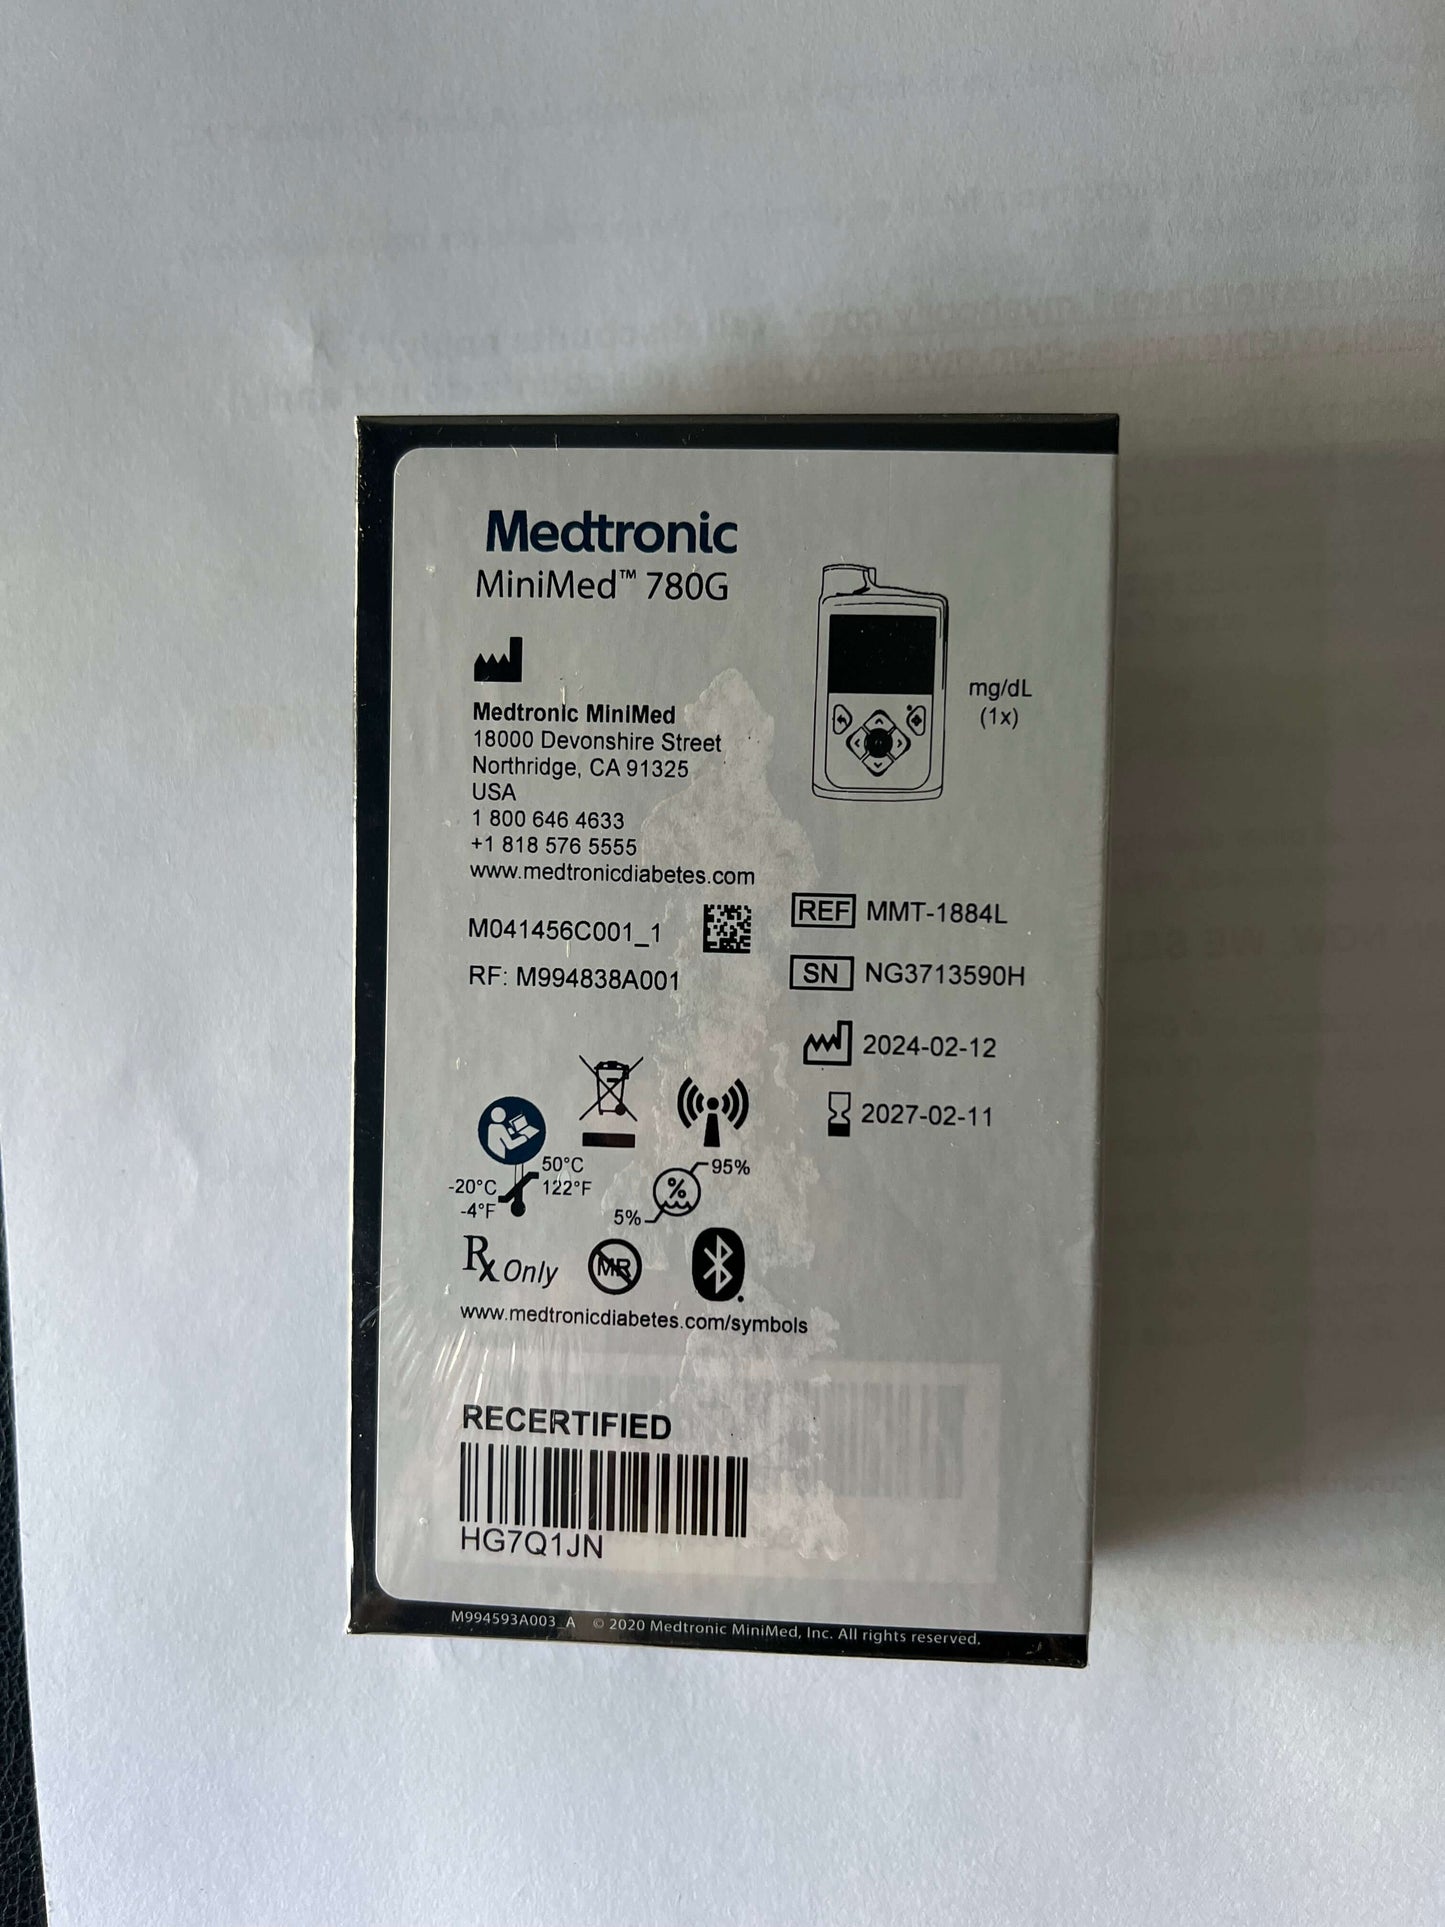 Medtronic
MiniMed™ 780G
mg/dL
(1x)
Medtronic MiniMed
18000 Devonshire Street
Northridge, CA 91325
USA
1 800 646 4633
+1 818 576 5555
www.medtronicdiabetes.com
M041456C001_1
RF: M994838A001
REF MMT-1884L
SN NG3713590H
2024-02-12
2027-02-11
50°C
122°F
-20°C
-4°F
95%
%
5%
Rx Only
MR
www.medtronicdiabetes.com/symbols
RECERTIFIED
HG7Q1JN
M994593A003_A © 2020 Medtronic MiniMed, Inc. All rights reserved.